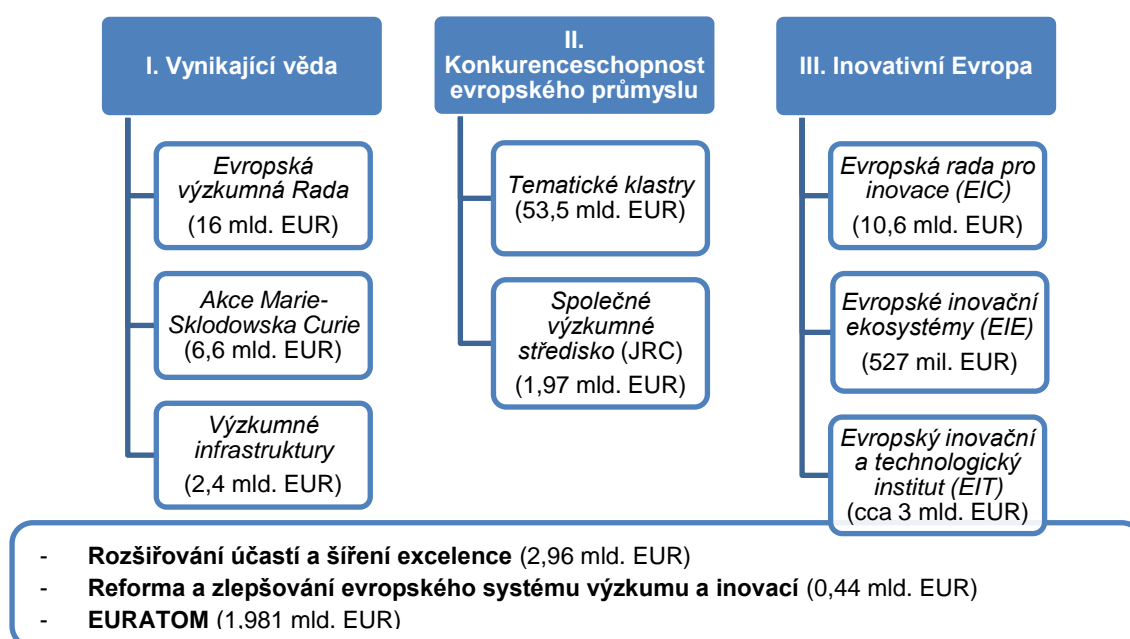 I. Vynikající věda
Evropská
výzkumná Rada
(16 mld. EUR)
Akce Marie-
Sklodowska Curie
(6,6 mld. EUR)
Výzkumné
infrastruktury
(2,4 mld. EUR)
II.
Konkurenceschopnost
evropského průmyslu
Tematické klastry
(53,5 mld. EUR)
Společné
výzkumné
středisko (JRC)
(1,97 mld. EUR)
III. Inovativní Evropa
Evropská rada pro
inovace (EIC)
(10,6 mld. EUR)
Evropské inovační
ekosystémy (EIE)
(527 mil. EUR)
Evropský inovační
a technologický
institut (EIT)
(cca 3 mld. EUR)
- Rozšiřování účastí a šíření excelence (2,96 mld. EUR)
- Reforma a zlepšování evropského systému výzkumu a inovací (0,44 mld. EUR)
- EURATOM (1,981 mld. EUR)